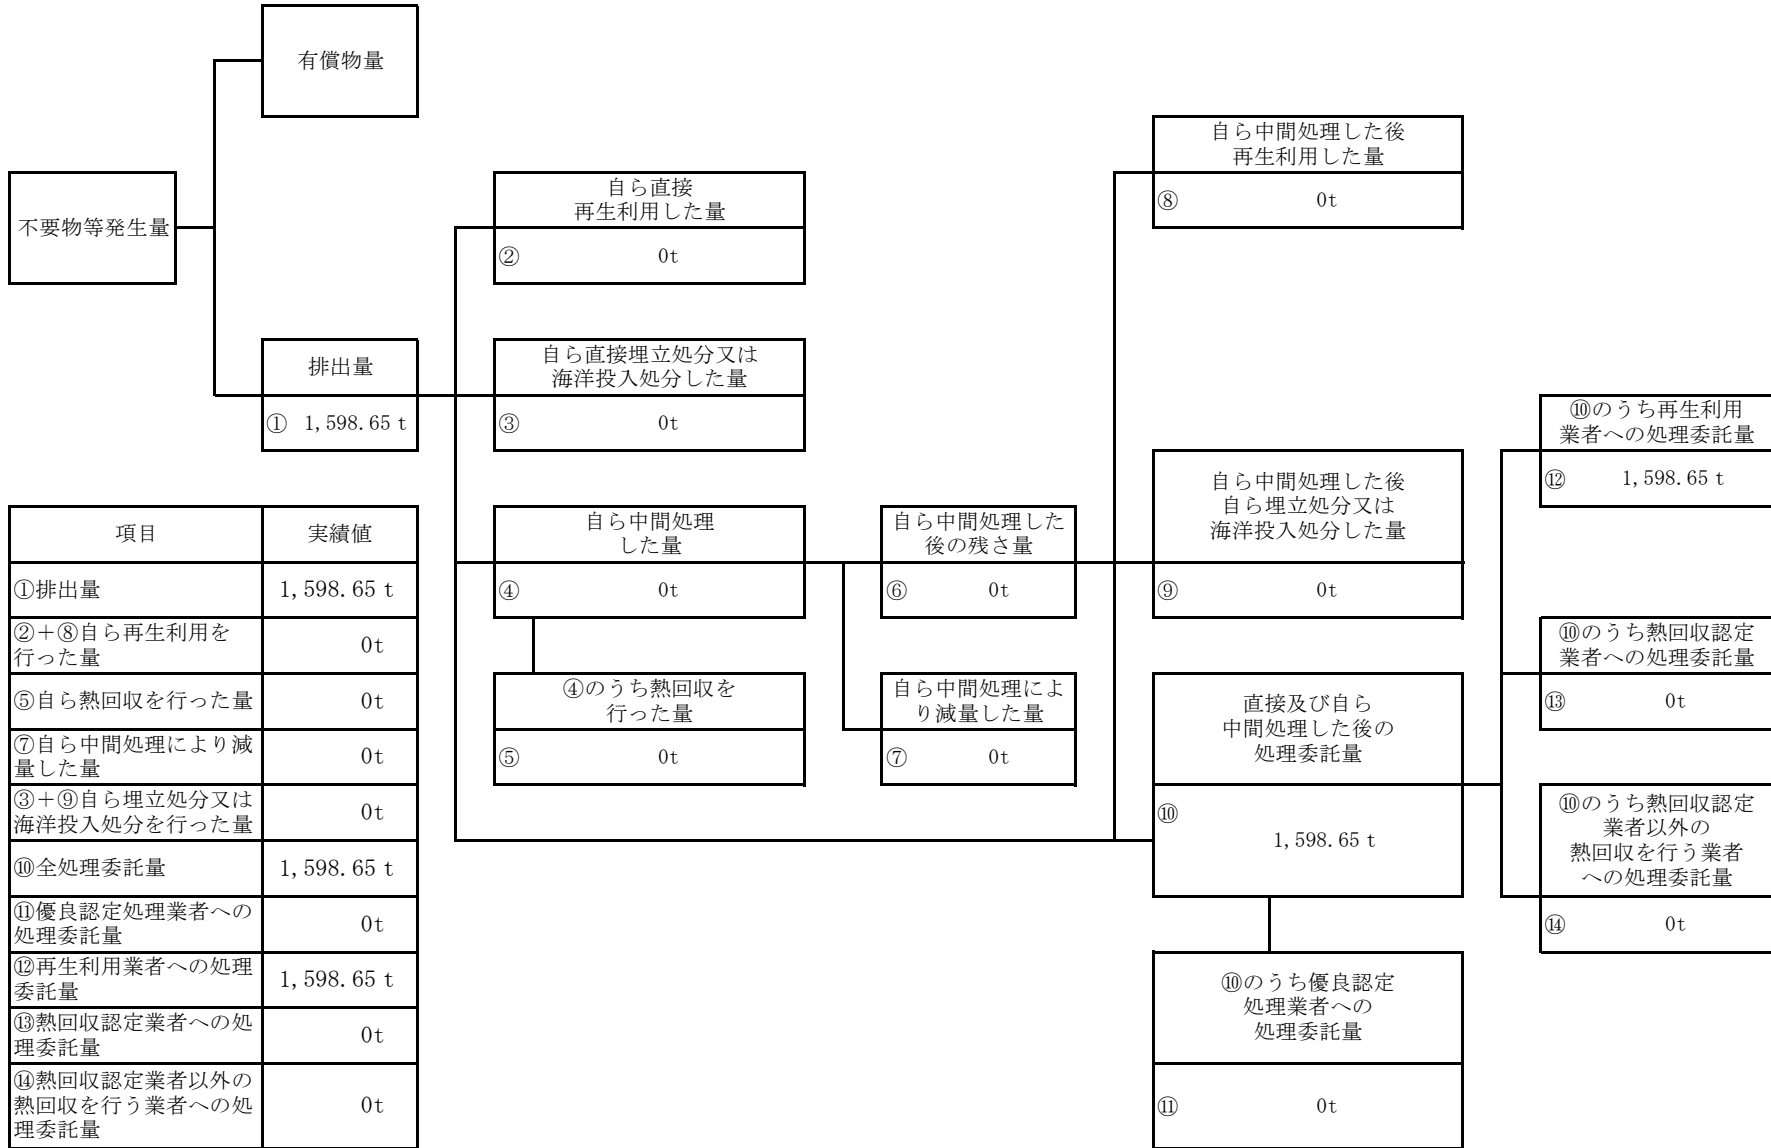 有償物量
不要物等発生量
排出量
① 1,598.65 t
自ら直接
再生利用した量
② 0t
自ら直接埋立処分又は
海洋投入処分した量
③ 0t
自ら中間処理
した量
④ 0t
④のうち熱回収を
行った量
⑤ 0t
自ら中間処理した
後の残さ量
⑥ 0t
自ら中間処理によ
り減量した量
⑦ 0t
自ら中間処理した後
再生利用した量
⑧ 0t
自ら中間処理した後
自ら埋立処分又は
海洋投入処分した量
⑨ 0t
直接及び自ら
中間処理した後の
処理委託量
⑩
1,598.65 t
⑩のうち優良認定
処理業者への
処理委託量
⑪ 0t
⑩のうち再生利用
業者への処理委託量
⑫ 1,598.65 t
⑩のうち熱回収認定
業者への処理委託量
⑬ 0t
⑩のうち熱回収認定
業者以外の
熱回収を行う業者
への処理委託量
⑭ 0t
項目 実績値
①排出量 1,598.65 t
②+⑧自ら再生利用を
行った量 0t
⑤自ら熱回収を行った量 0t
⑦自ら中間処理により減
量した量 0t
③+⑨自ら埋立処分又は
海洋投入処分を行った量 0t
⑩全処理委託量 1,598.65 t
⑪優良認定処理業者への
処理委託量 0t
⑫再生利用業者への処理
委託量 1,598.65 t
⑬熱回収認定業者への処
理委託量 0t
⑭熱回収認定業者以外の
熱回収を行う業者への処
理委託量 0t